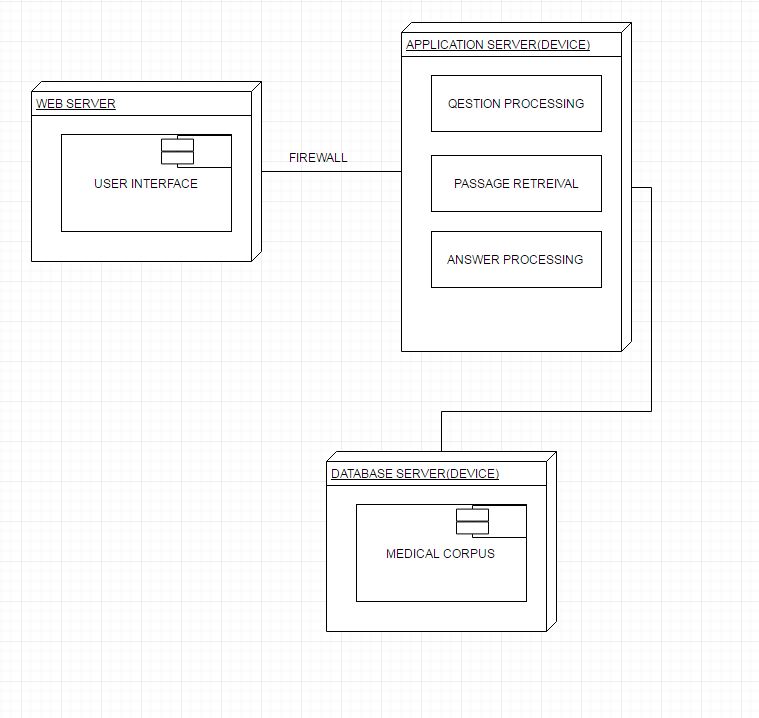 WEB SERVER
USER INTERFACE
FIREWALL
APPLICATION SERVER(DEVICE)
QESTION PROCESSING
PASSAGE RETREIVAL
ANSWER PROCESSING
DATABASE SERVER(DEVICE)
MEDICAL CORPUS